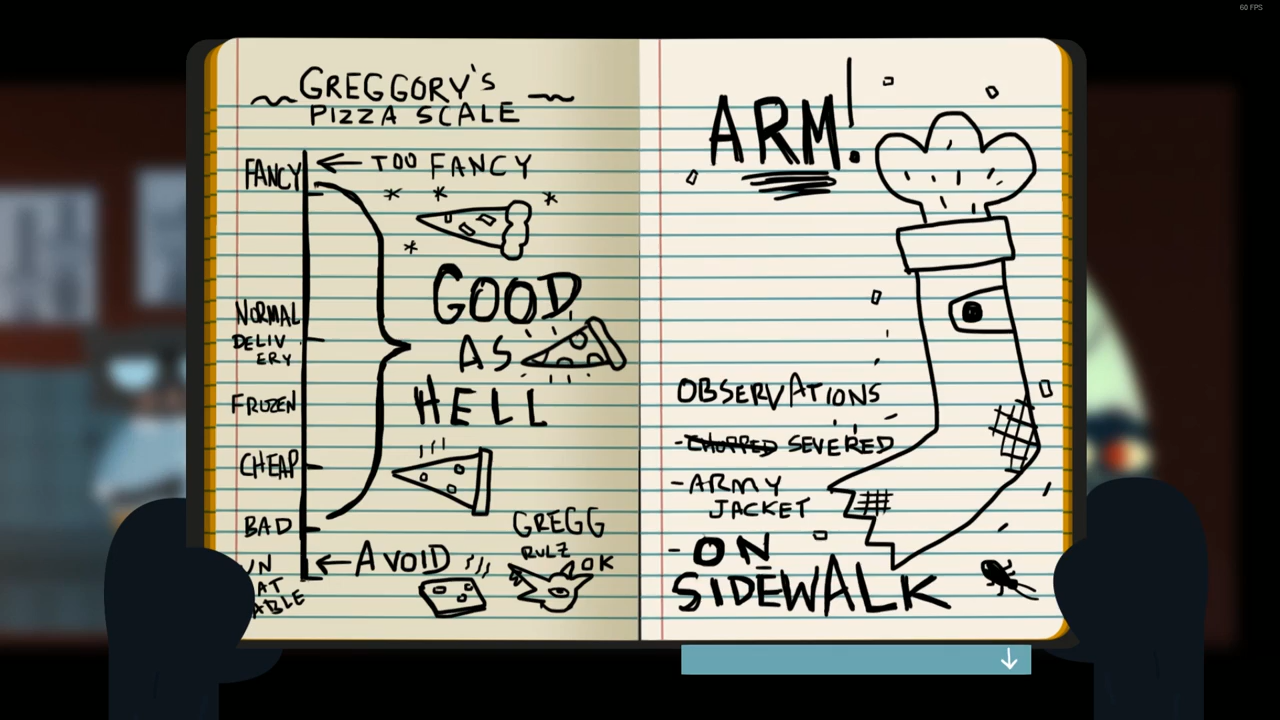 60 FPS
GREGGORY'S
PIZZA SCALE
FANCY
← TOO FANCY
GOOD
AS
HELL
NORMAL
DELIV
ERY
FROZEN
CHEAP
BAD
← AVOID
GREGG
RULZ
OK
ARM!
OBSERVATIONS
- CHOPPED SEVERED
- ARMY
JACKET
- ON
SIDEWALK